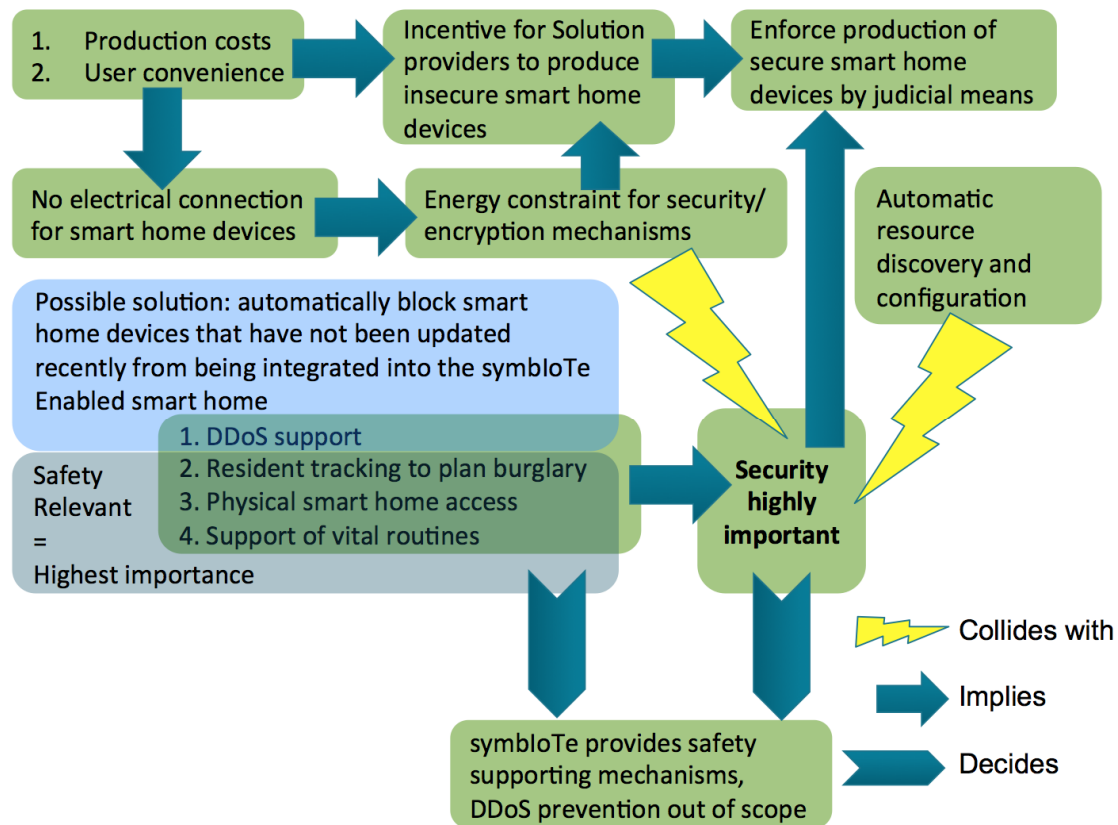 1. Production costs
2. User convenience
Incentive for Solution
providers to produce
insecure smart home
devices
Enforce production of
secure smart home
devices by judicial means
No electrical connection
for smart home devices
Energy constraint for security/
encryption mechanisms
Automatic
resource
discovery and
configuration
Possible solution: automatically block smart
home devices that have not been updated
recently from being integrated into the symbIoTe
Enabled smart home
1. DDoS support
2. Resident tracking to plan burglary
3. Physical smart home access
4. Support of vital routines
Safety
Relevant
=
Highest importance
Security
highly
important
symbIoTe provides safety
supporting mechanisms,
DDoS prevention out of scope
Collides with
Implies
Decides